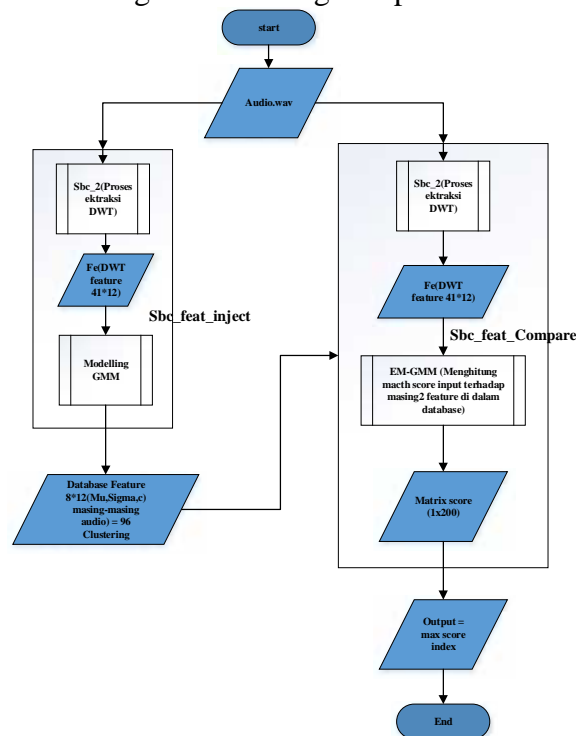 start
Audio.wav
Sbc_2(Proses
ektraksi
DWT)
Fe(DWT
feature
41*12)
Sbc_feat_inject
Modelling
GMM
Database Feature
8*12(Mu,Sigma,c)
masing-masing
audio) = 96
Clustering
Sbc_2(Proses
ektraksi
DWT)
Fe(DWT
feature 41*12)
Sbc_feat_Compare
EM-GMM (Menghitung
macth score input terhadap
masing2 feature di dalam
database)
Matrix score
(1x200)
Output =
max score
index
End